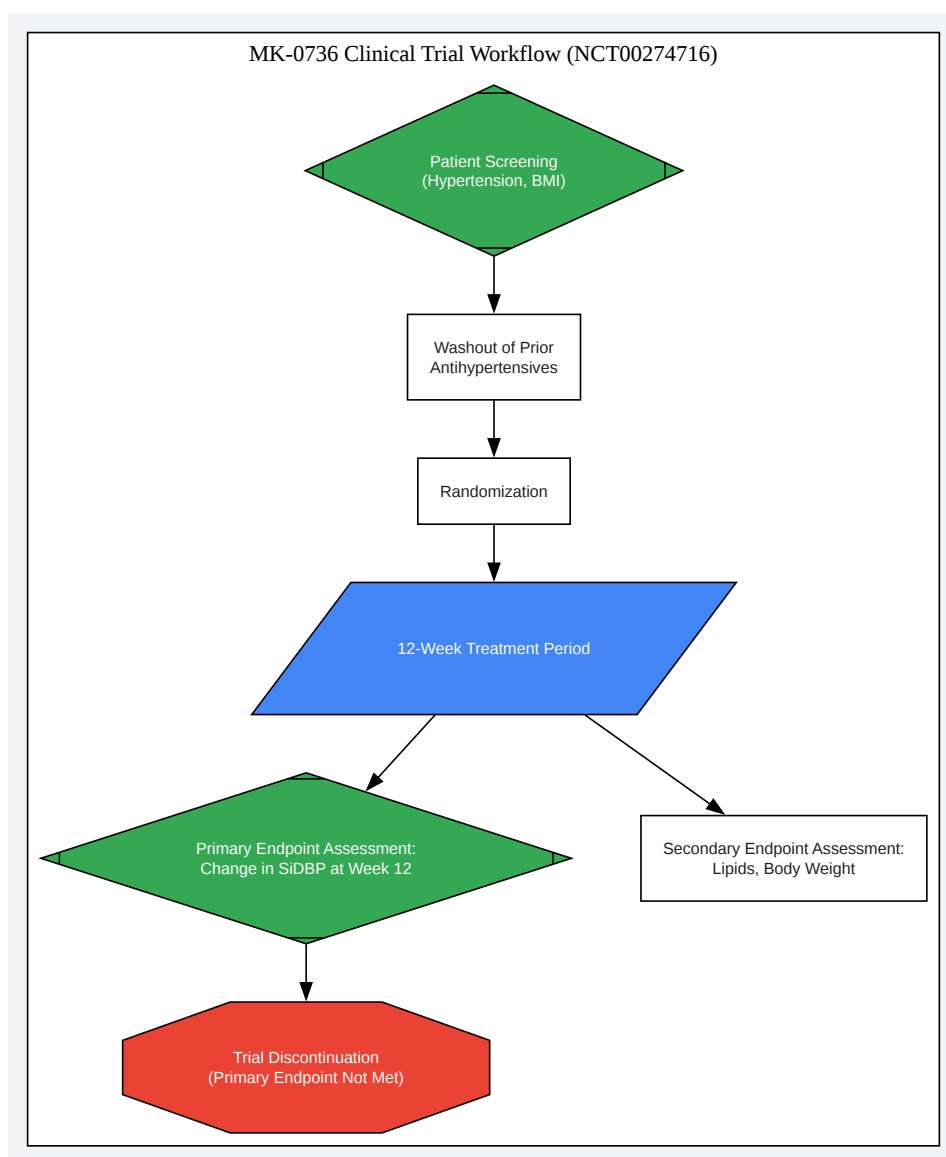 MK-0736 Clinical Trial Workflow (NCT00274716)
Patient Screening
(Hypertension, BMI)
Washout of Prior
Antihypertensives
Randomization
12-Week Treatment Period
Primary Endpoint Assessment:
Change in SiDBP at Week 12
Secondary Endpoint Assessment:
Lipids, Body Weight
Trial Discontinuation
(Primary Endpoint Not Met)